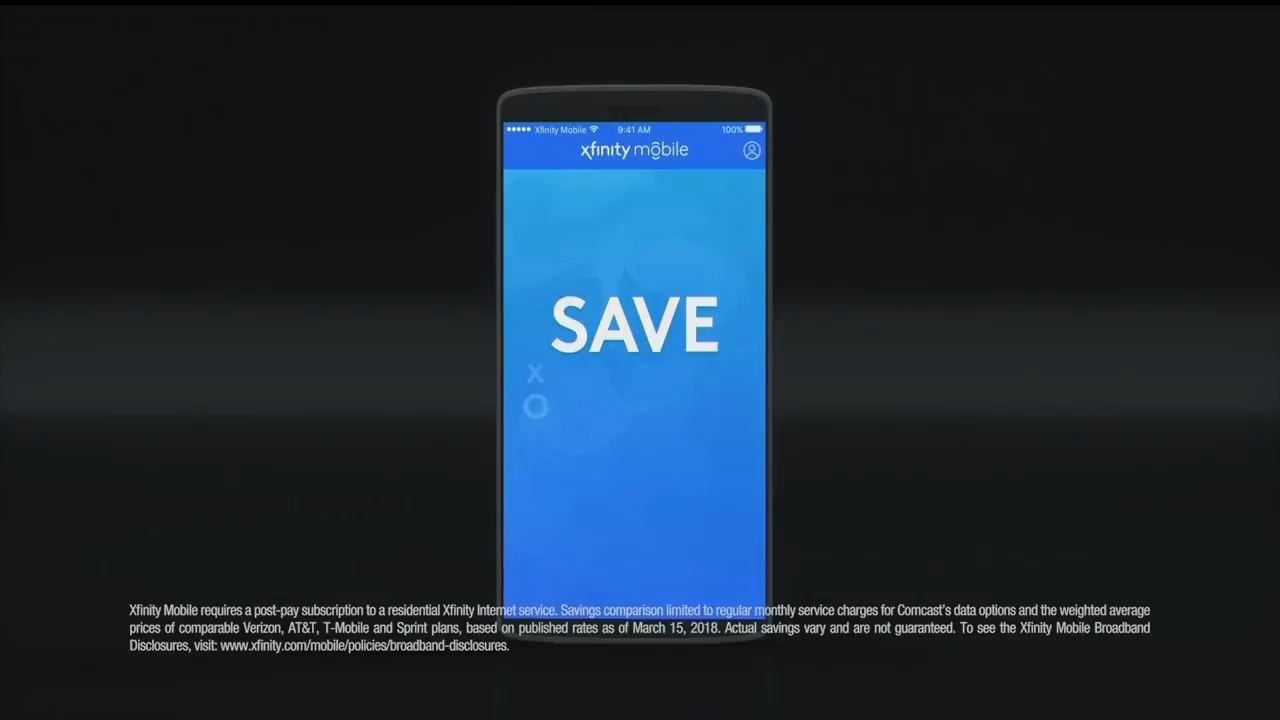 Xfinity Mobile 9:41 AM 100%
xfinity mobile
SAVE
X
O
Xfinity Mobile requires a post-pay subscription to a residential Xfinity Internet service. Savings comparison limited to regular monthly service charges for Comcast's data options and the weighted average
prices of comparable Verizon, AT&T, T-Mobile and Sprint plans, based on published rates as of March 15, 2018. Actual savings vary and are not guaranteed. To see the Xfinity Mobile Broadband
Disclosures, visit: www.xfinity.com/mobile/policies/broadband-disclosures.